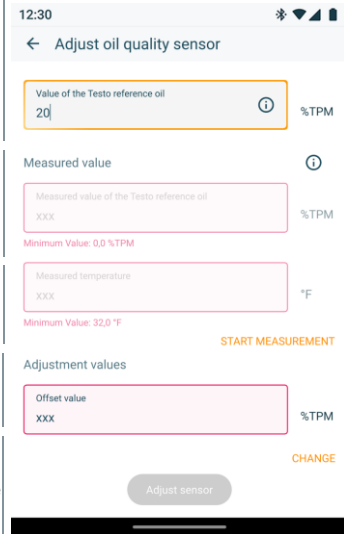 12:30
Adjust oil quality sensor
Value of the Testo reference oil
20
%TPM
Measured value
Measured value of the Testo reference oil
xxx
%TPM
Minimum Value: 0,0 %TPM
Measured temperature
xxx
°F
Minimum Value: 32,0 °F
START MEASUREMENT
Adjustment values
Offset value
xxx
%TPM
CHANGE
Adjust sensor